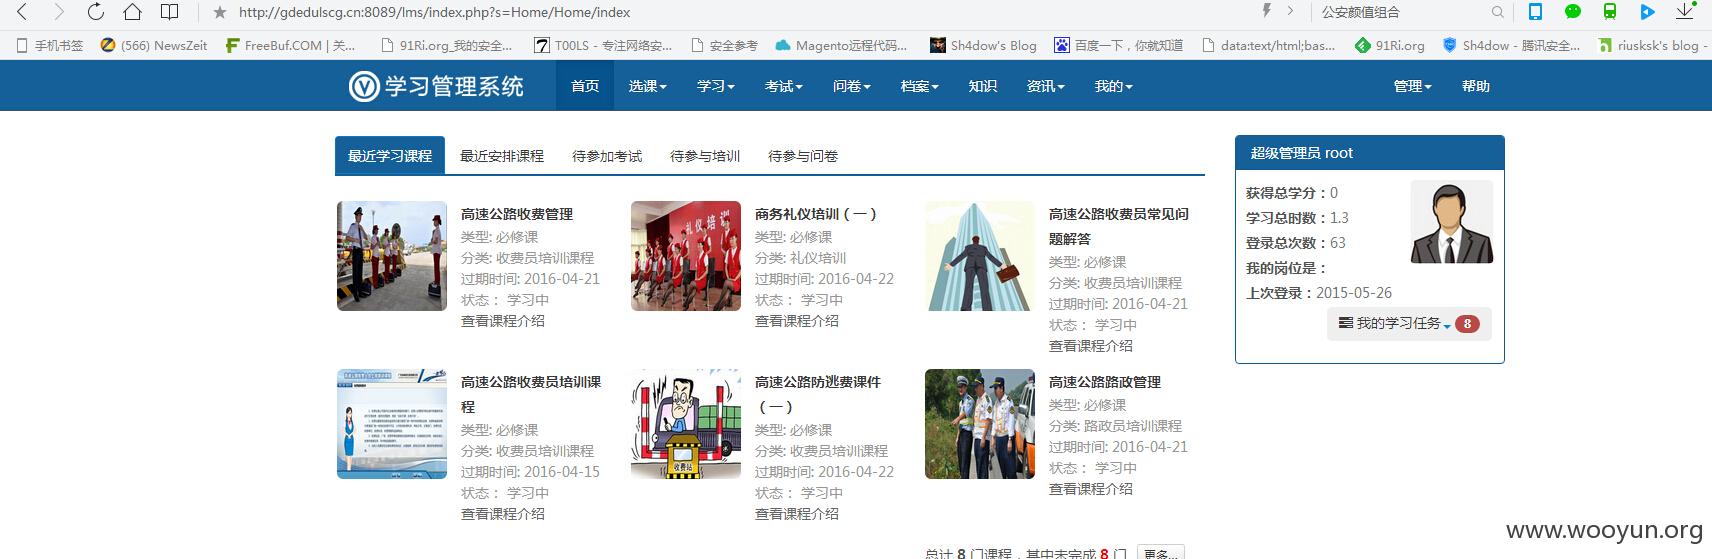 http://gdedulscg.cn:8089/lms/index.php?s=Home/Home/index
公安颜值组合
手机书签 (566) NewsZeit FreeBuf.COM | 关... 91Ri.org_我的安全... T00LS - 专注网络安... 安全参考 Magento远程代码... Sh4dow's Blog 百度一下，你就知道 data:text/html;bas... 91Ri.org Sh4dow - 腾讯安全... riusksk's blog -
学习管理系统 首页 选课 学习 考试 问卷 档案 知识 资讯 我的 管理 帮助
最近学习课程 最近安排课程 待参加考试 待参与培训 待参与问卷
高速公路收费管理
类型: 必修课
分类: 收费员培训课程
过期时间: 2016-04-21
状态： 学习中
查看课程介绍
礼仪培训
商务礼仪培训（一）
类型: 必修课
分类: 礼仪培训
过期时间: 2016-04-22
状态： 学习中
查看课程介绍
高速公路收费员常见问
题解答
类型: 必修课
分类: 收费员培训课程
过期时间: 2016-04-21
状态： 学习中
查看课程介绍
高速公路收费员培训课
程
类型: 必修课
分类: 收费员培训课程
过期时间: 2016-04-15
状态： 学习中
查看课程介绍
收费站
高速公路防逃费课件
（一）
类型: 必修课
分类: 收费员培训课程
过期时间: 2016-04-22
状态： 学习中
查看课程介绍
高速公路路政管理
类型: 必修课
分类: 路政员培训课程
过期时间: 2016-04-21
状态： 学习中
查看课程介绍
总计 8 门课程，其中未完成 8 门 更多...
超级管理员 root
获得总学分：0
学习总时数：1.3
登录总次数：63
我的岗位是：
上次登录：2015-05-26
我的学习任务 8
www.wooyun.org